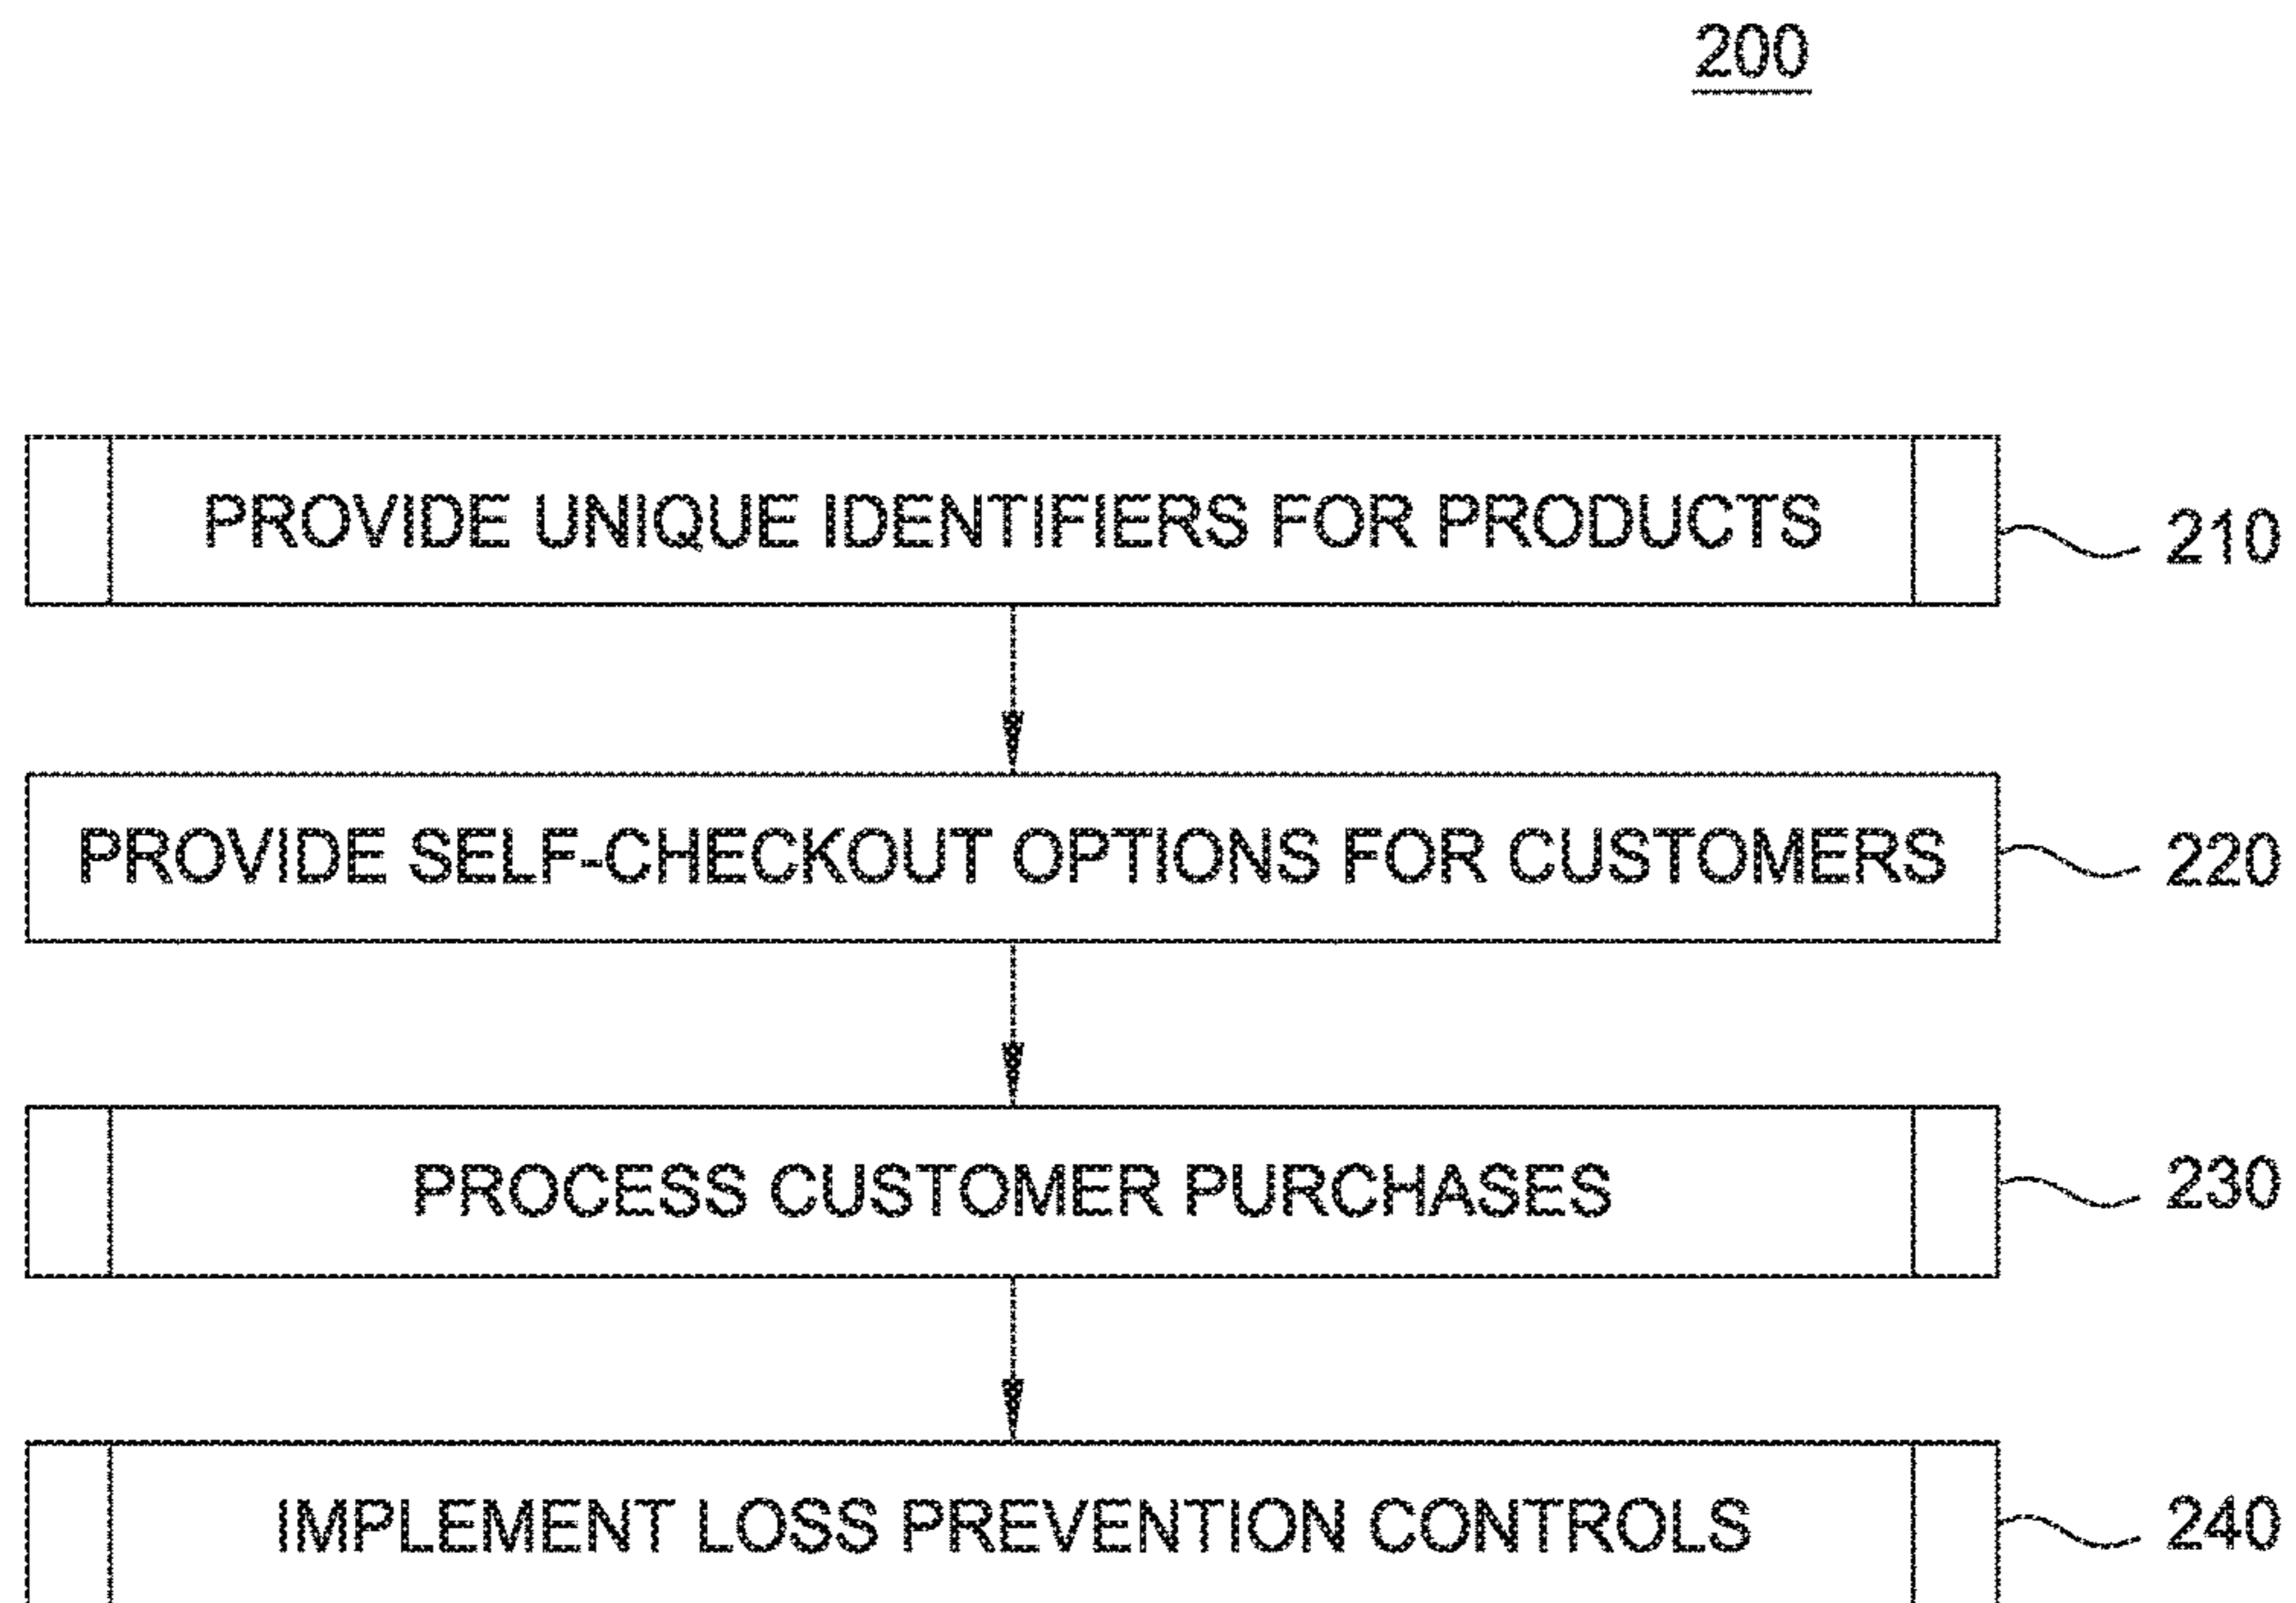 200
PROVIDE UNIQUE IDENTIFIERS FOR PRODUCTS
210
PROVIDE SELF-CHECKOUT OPTIONS FOR CUSTOMERS
220
PROCESS CUSTOMER PURCHASES
230
IMPLEMENT LOSS PREVENTION CONTROLS
240